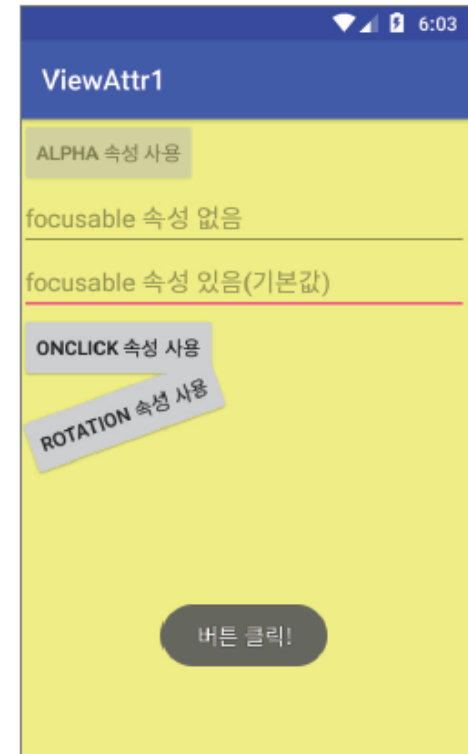 6:03
ViewAttr1
ALPHA 속성 사용
focusable 속성 없음
focusable 속성 있음(기본값)
ONCLICK 속성 사용
ROTATION 속성 사용
버튼 클릭!